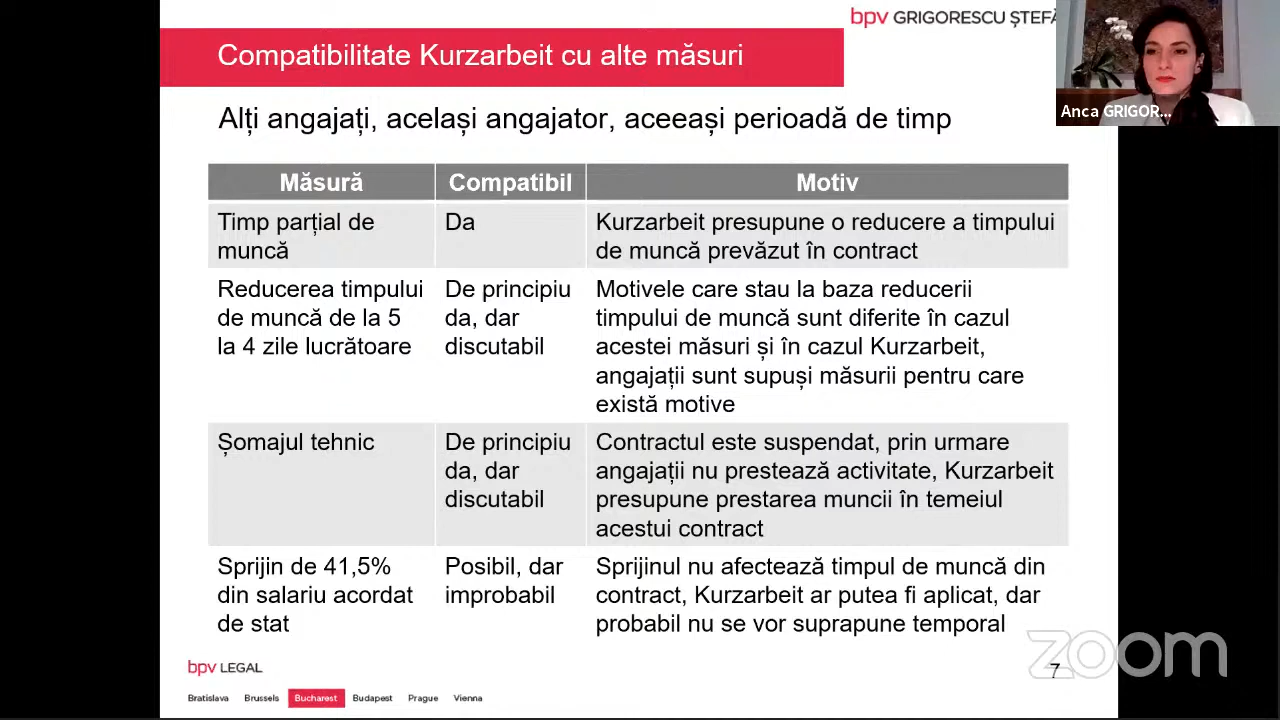 bpv GRIGORESCU ȘTEFĂ
Compatibilitate Kurzarbeit cu alte măsuri
Anca GRIGOR...
Alți angajați, același angajator, aceeași perioadă de timp
Măsură Compatibil Motiv
Timp parțial de
muncă
Da
Kurzarbeit presupune o reducere a timpului
de muncă prevăzut în contract
Reducerea timpului
de muncă de la 5
la 4 zile lucrătoare
De principiu
da, dar
discutabil
Motivele care stau la baza reducerii
timpului de muncă sunt diferite în cazul
acestei măsuri și în cazul Kurzarbeit,
angajații sunt supuși măsurii pentru care
există motive
Șomajul tehnic
De principiu
da, dar
discutabil
Contractul este suspendat, prin urmare
angajații nu prestează activitate, Kurzarbeit
presupune prestarea muncii în temeiul
acestui contract
Sprijin de 41,5%
din salariu acordat
de stat
Posibil, dar
improbabil
Sprijinul nu afectează timpul de muncă din
contract, Kurzarbeit ar putea fi aplicat, dar
probabil nu se vor suprapune temporal
bpv LEGAL
7
zoom
Bratislava Brussels Bucharest Budapest Prague Vienna